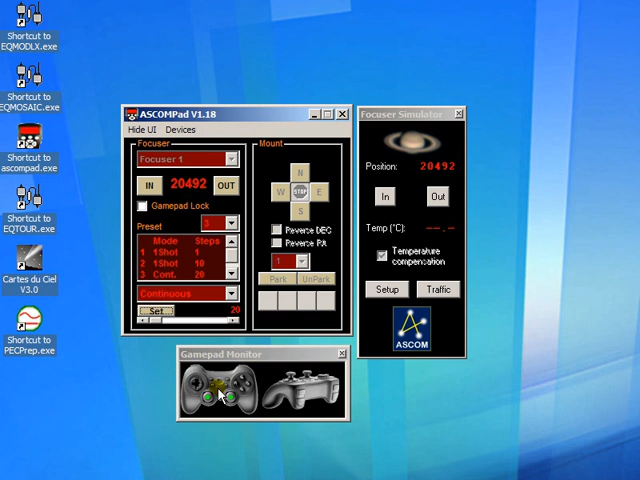 Shortcut to
EQMODLX.exe
Shortcut to
EQMOSAIC.exe
Shortcut to
ascompad.exe
Shortcut to
EQTOUR.exe
Cartes du Ciel
V3.0
Shortcut to
PECPrep.exe
ASCOMPad V1.18
Hide UI Devices
Focuser
Focuser 1
IN 20492 OUT
Gamepad Lock
Preset 3
Mode Steps
1 1Shot 1
2 1Shot 10
3 Cont. 20
Continuous
Set 20
Mount
N
W STOP E
S
Reverse DEC
Reverse RA
1
Park UnPark
Focuser Simulator
Position: 20492
In Out
Temp (°C): --.-
Temperature
compensation
Setup Traffic
ASCOM
Gamepad Monitor